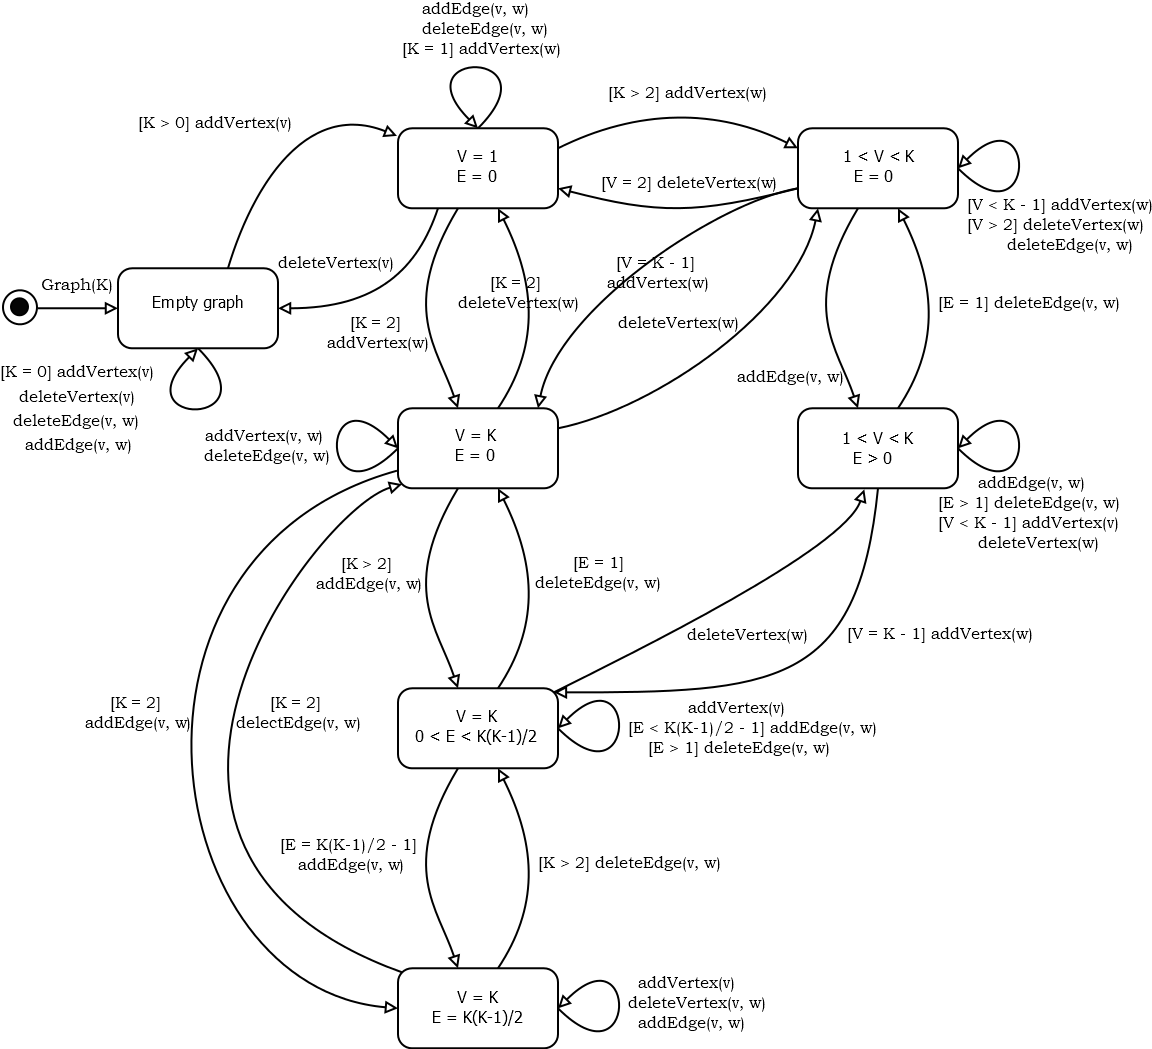 addEdge(v, w)
deleteEdge(v, w)
[K = 1] addVertex(w)
[K > 2] addVertex(w)
[K > 0] addVertex(v)
V = 1
E = 0
1 < V < K
E = 0
[V = 2] deleteVertex(w)
[V < K - 1] addVertex(w)
[V > 2] deleteVertex(w)
deleteEdge(v, w)
deleteVertex(v)
[V = K - 1]
addVertex(w)
Graph(K)
[K = 2]
deleteVertex(w)
Empty graph
[E = 1] deleteEdge(v, w)
[K = 2]
addVertex(w)
deleteVertex(w)
[K = 0] addVertex(v)
deleteVertex(v)
deleteEdge(v, w)
addEdge(v, w)
addEdge(v, w)
addVertex(v, w)
deleteEdge(v, w)
V = K
E = 0
1 < V < K
E > 0
addEdge(v, w)
[E > 1] deleteEdge(v, w)
[V < K - 1] addVertex(v)
deleteVertex(w)
[K > 2]
addEdge(v, w)
[E = 1]
deleteEdge(v, w)
deleteVertex(w)
[V = K - 1] addVertex(w)
[K = 2]
addEdge(v, w)
[K = 2]
delectEdge(v, w)
V = K
0 < E < K(K-1)/2
addVertex(v)
[E < K(K-1)/2 - 1] addEdge(v, w)
[E > 1] deleteEdge(v, w)
[E = K(K-1)/2 - 1]
addEdge(v, w)
[K > 2] deleteEdge(v, w)
V = K
E = K(K-1)/2
addVertex(v)
deleteVertex(v, w)
addEdge(v, w)